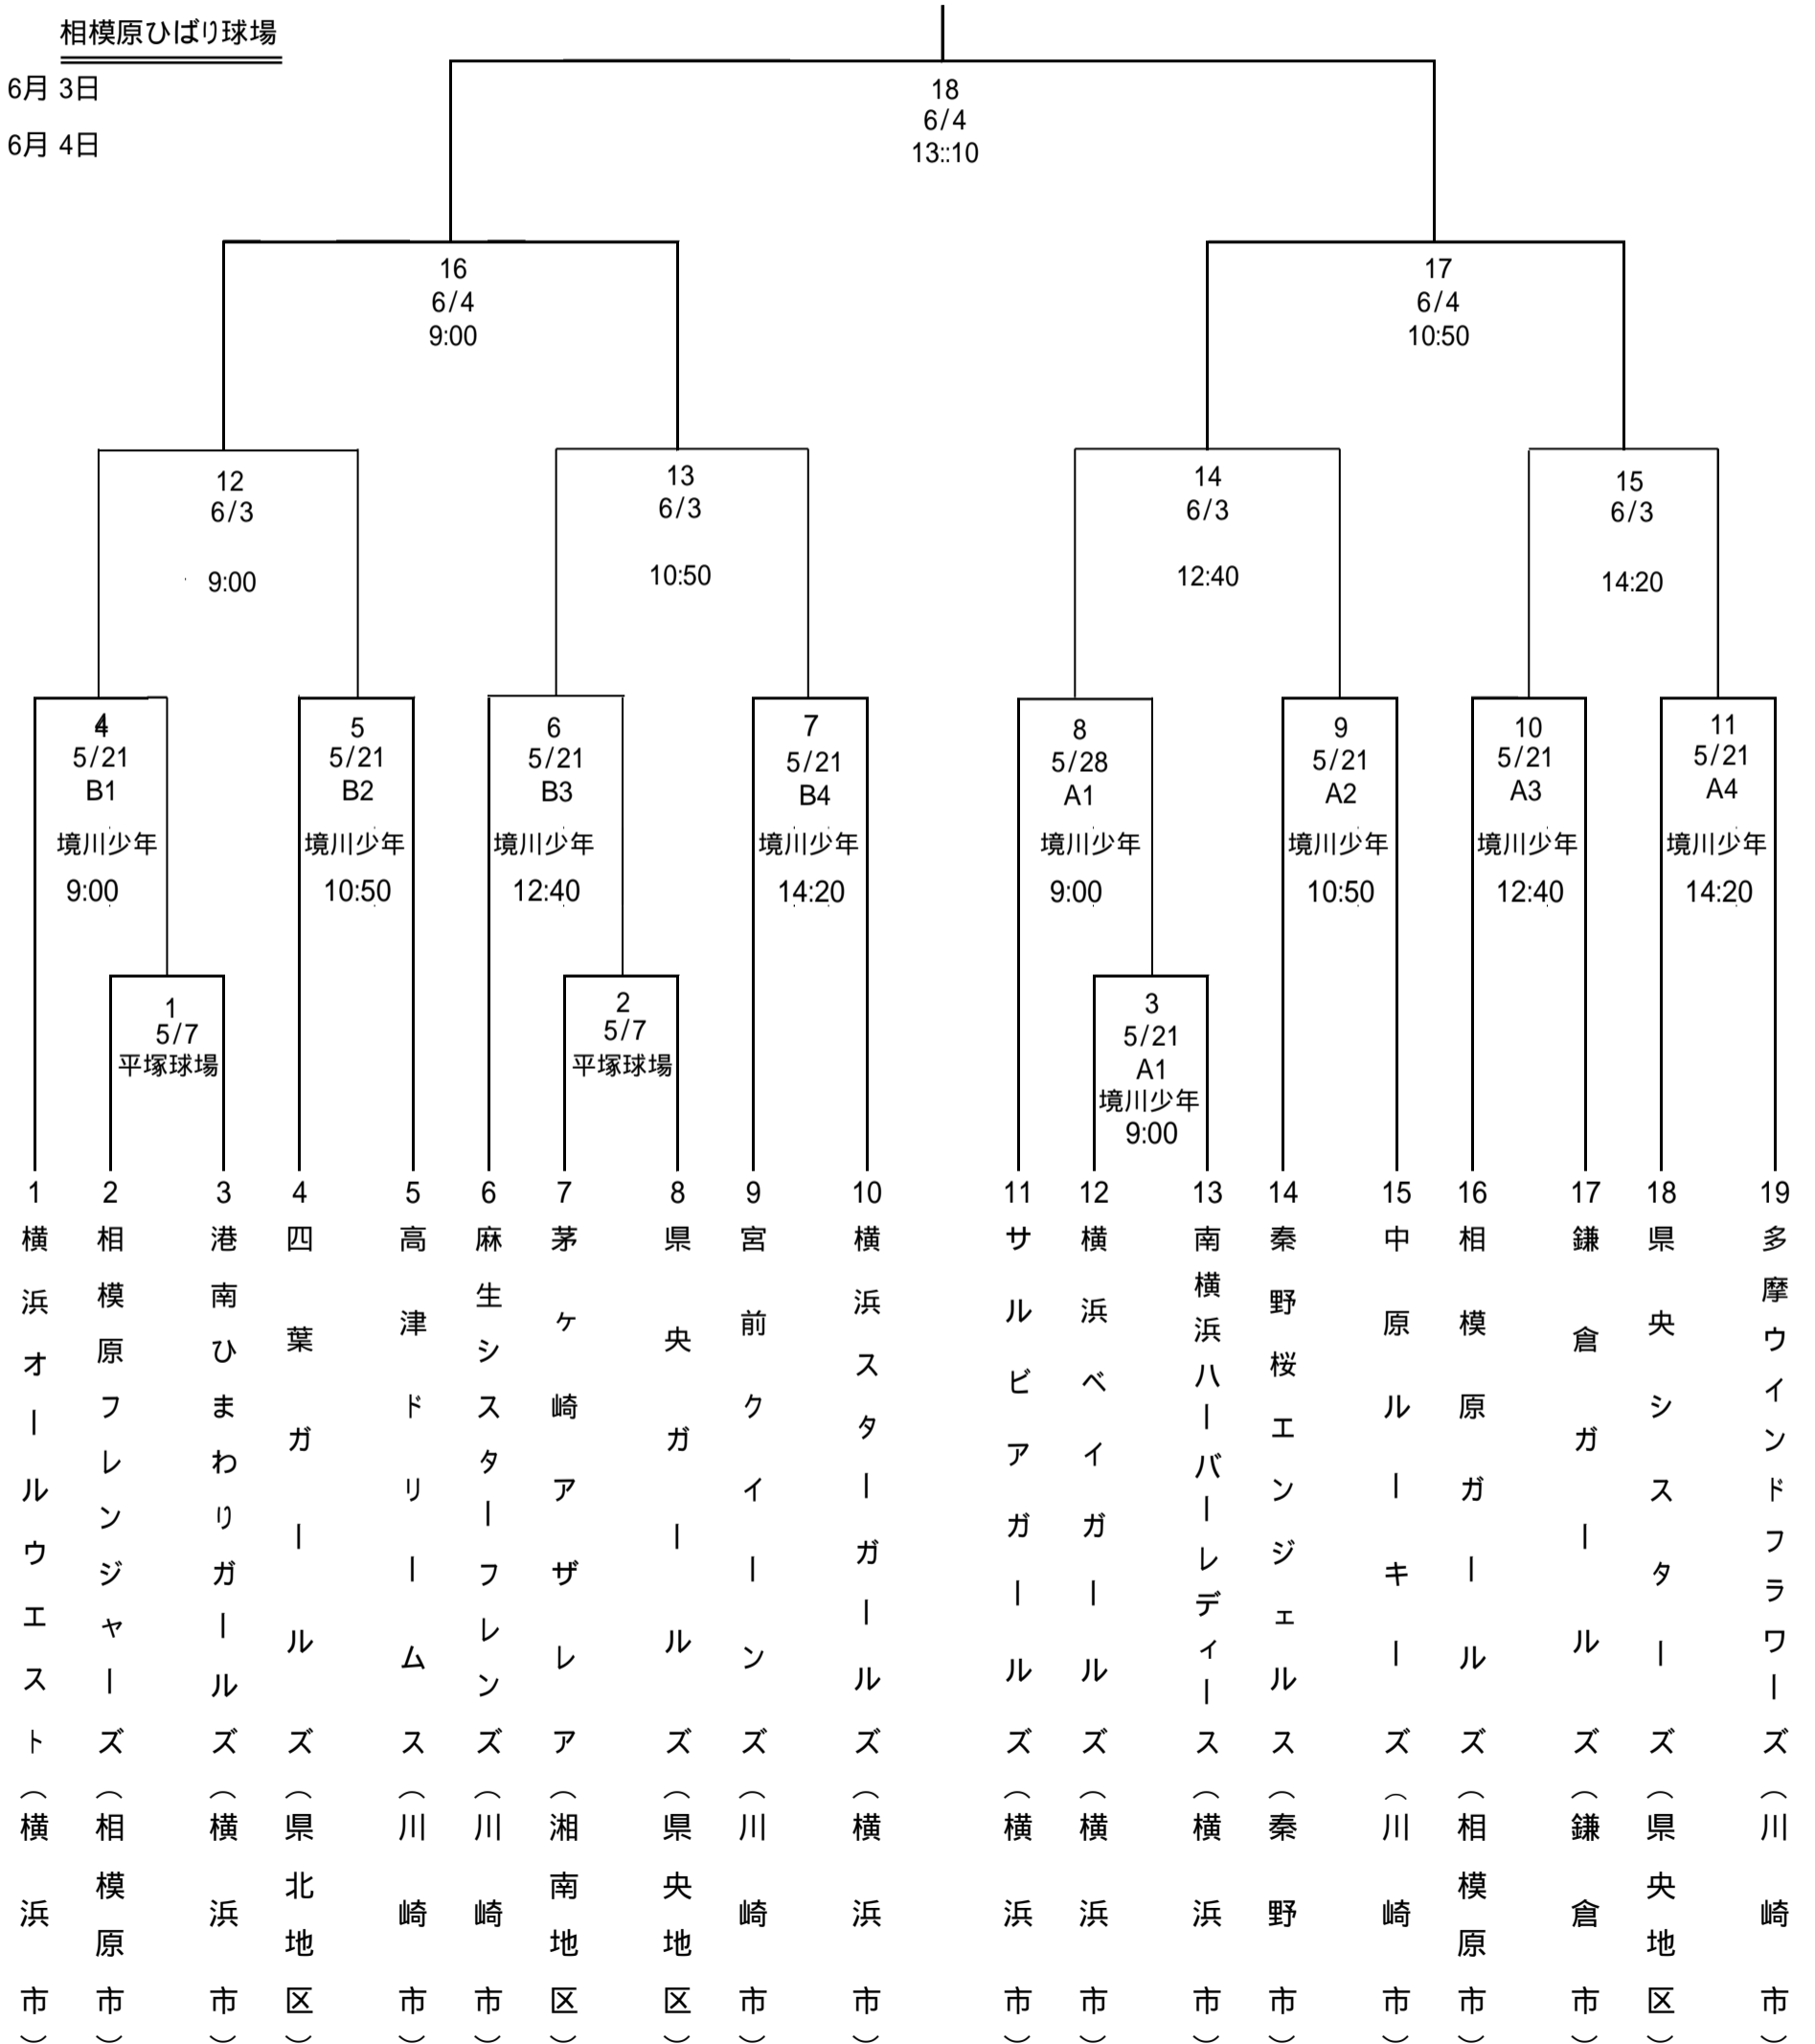 相模原ひばり球場
6月 3日
6月 4日
18
6/4
13::10
16
6/4
9:00
17
6/4
10:50
12
6/3
9:00
13
6/3
10:50
14
6/3
12:40
15
6/3
14:20
4
5/21
B1
境川少年
9:00
5
5/21
B2
境川少年
10:50
6
5/21
B3
境川少年
12:40
7
5/21
B4
境川少年
14:20
8
5/28
A1
境川少年
9:00
9
5/21
A2
境川少年
10:50
10
5/21
A3
境川少年
12:40
11
5/21
A4
境川少年
14:20
1
5/7
平塚球場
2
5/7
平塚球場
3
5/21
A1
境川少年
9:00
1
横浜オールウエスト(横浜市)
2
相模原フレンジャーズ(相模原市)
3
港南ひまわりガールズ(横浜市)
4
四葉ガールズ(県北地区)
5
高津ドリームス(川崎市)
6
麻生シスターフレンズ(川崎市)
7
茅ヶ崎アザレア(湘南地区)
8
県央ガールズ(県央地区)
9
宮前クイーンズ(川崎市)
10
横浜スターガールズ(横浜市)
11
サルビアガールズ(横浜市)
12
横浜ベイガールズ(横浜市)
13
南横浜ハーバーレディース(横浜市)
14
秦野桜エンジェルス(秦野市)
15
中原ルーキーズ(川崎市)
16
相模原ガールズ(相模原市)
17
鎌倉ガールズ(鎌倉市)
18
県央シスターズ(県央地区)
19
多摩ウインドフラワーズ(川崎市)